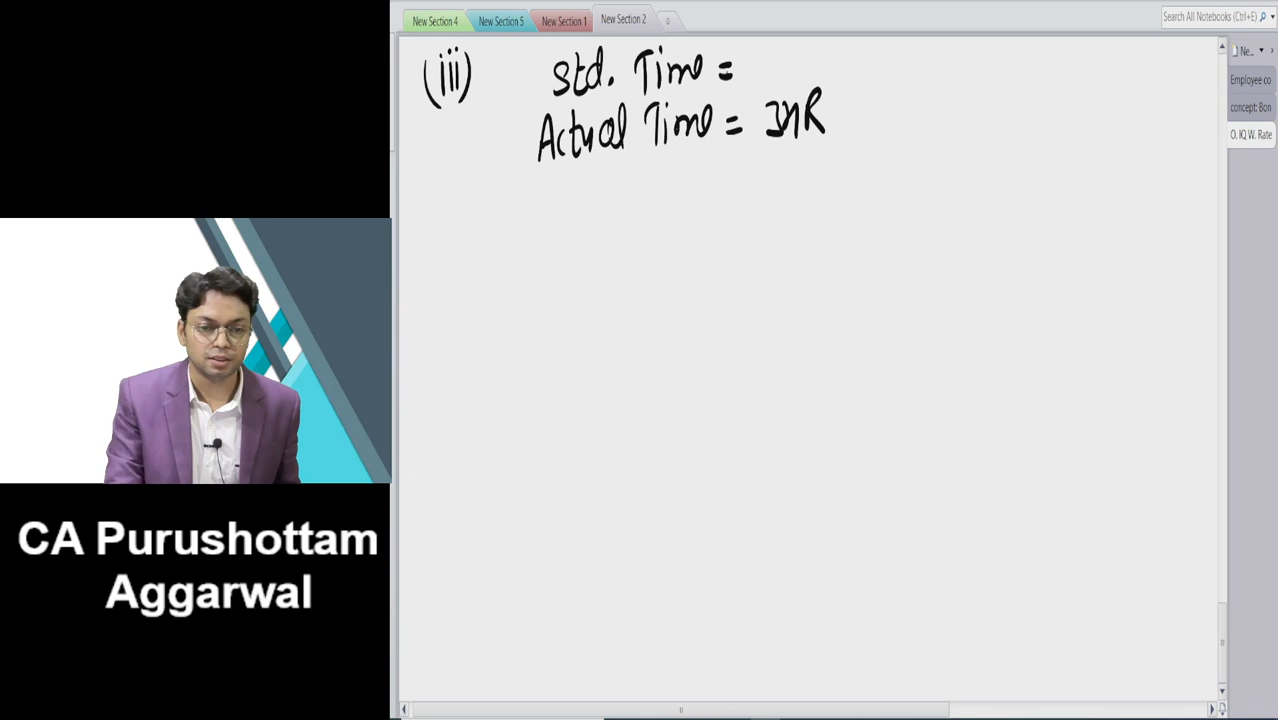 New Section 4
New Section 5
New Section 1
New Section 2
Search All Notebooks (Ctrl+E)
Ne...
Employee co
concept: Bon
O. IQ W. Rate
(iii) Std. Time =
Actual Time =
CA Purushottam
Aggarwal